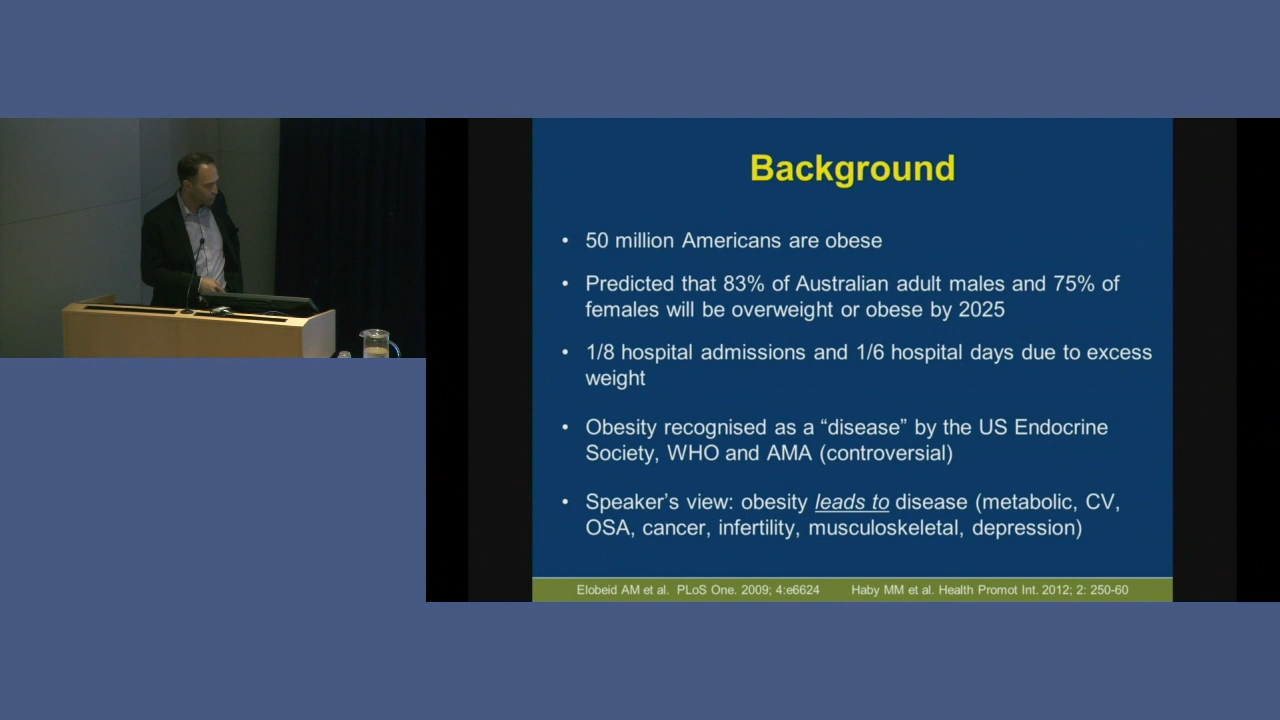 Background
• 50 million Americans are obese
• Predicted that 83% of Australian adult males and 75% of
females will be overweight or obese by 2025
• 1/8 hospital admissions and 1/6 hospital days due to excess
weight
• Obesity recognised as a “disease” by the US Endocrine
Society, WHO and AMA (controversial)
• Speaker’s view: obesity leads to disease (metabolic, CV,
OSA, cancer, infertility, musculoskeletal, depression)
Elobeid AM et al. PLoS One. 2009; 4:e6624 Haby MM et al. Health Promot Int. 2012; 2: 250-60